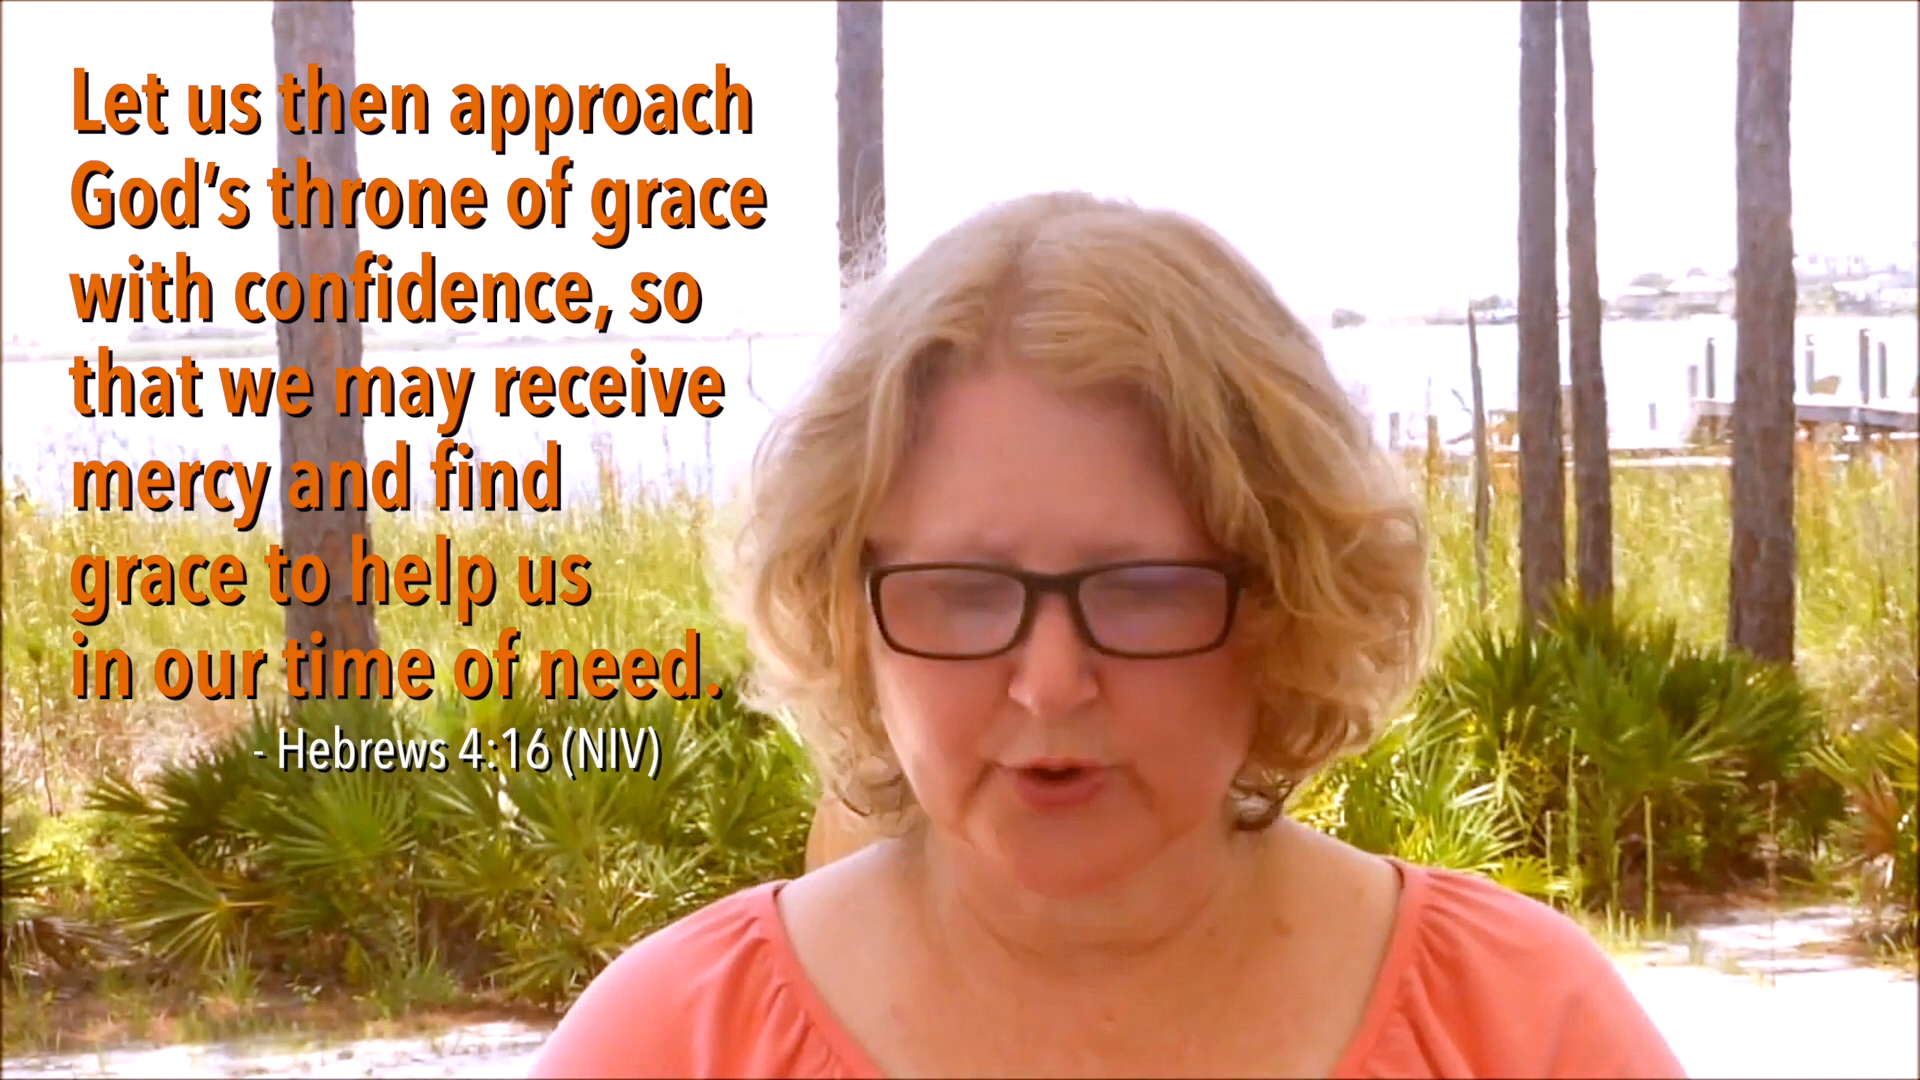 Let us then approach
God's throne of grace
with confidence, so
that we may receive
mercy and find
grace to help us
in our time of need.
- Hebrews 4:16 (NIV)